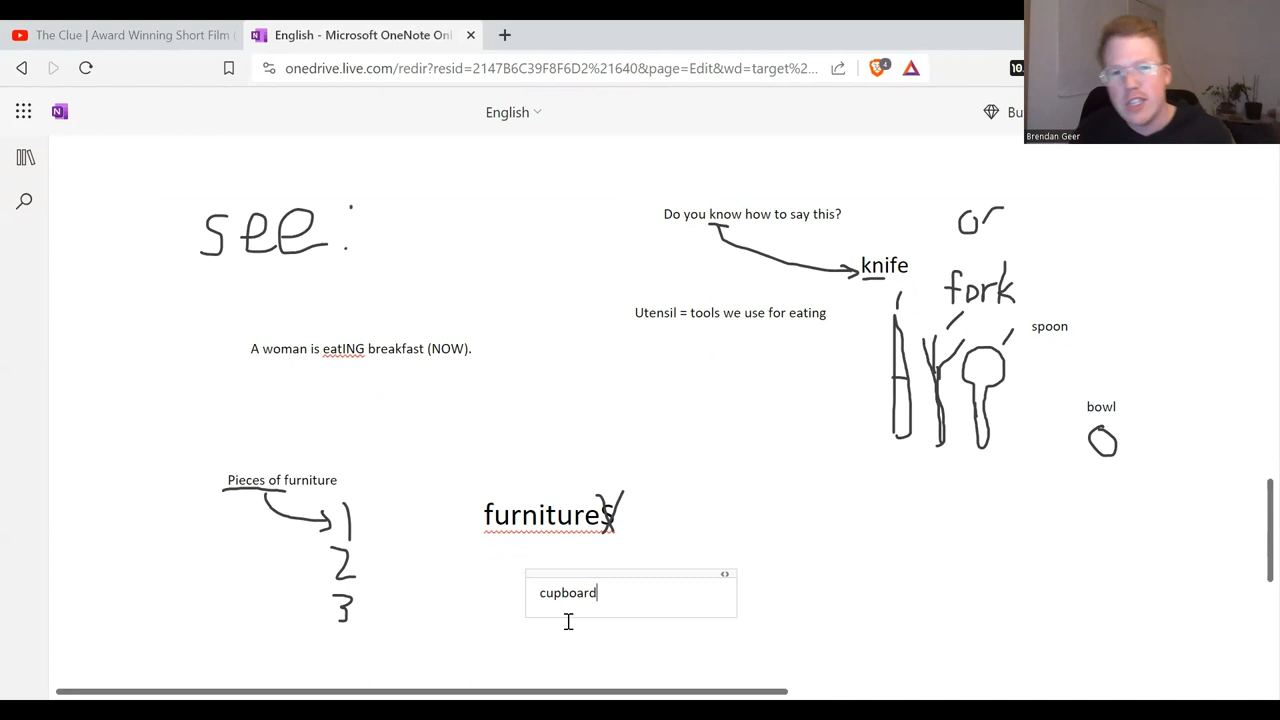 The Clue | Award Winning Short Film (
English - Microsoft OneNote Onl
onedrive.live.com/redir?resid=2147B6C39F8F6D2%21640&page=Edit&wd=target%2...
4
10
English
Bu
Brendan Geer
see:
Do you know how to say this?
or
knife
fork
Utensil = tools we use for eating
spoon
A woman is eatING breakfast (NOW).
bowl
Pieces of furniture
1
furnitures
2
cupboard
3